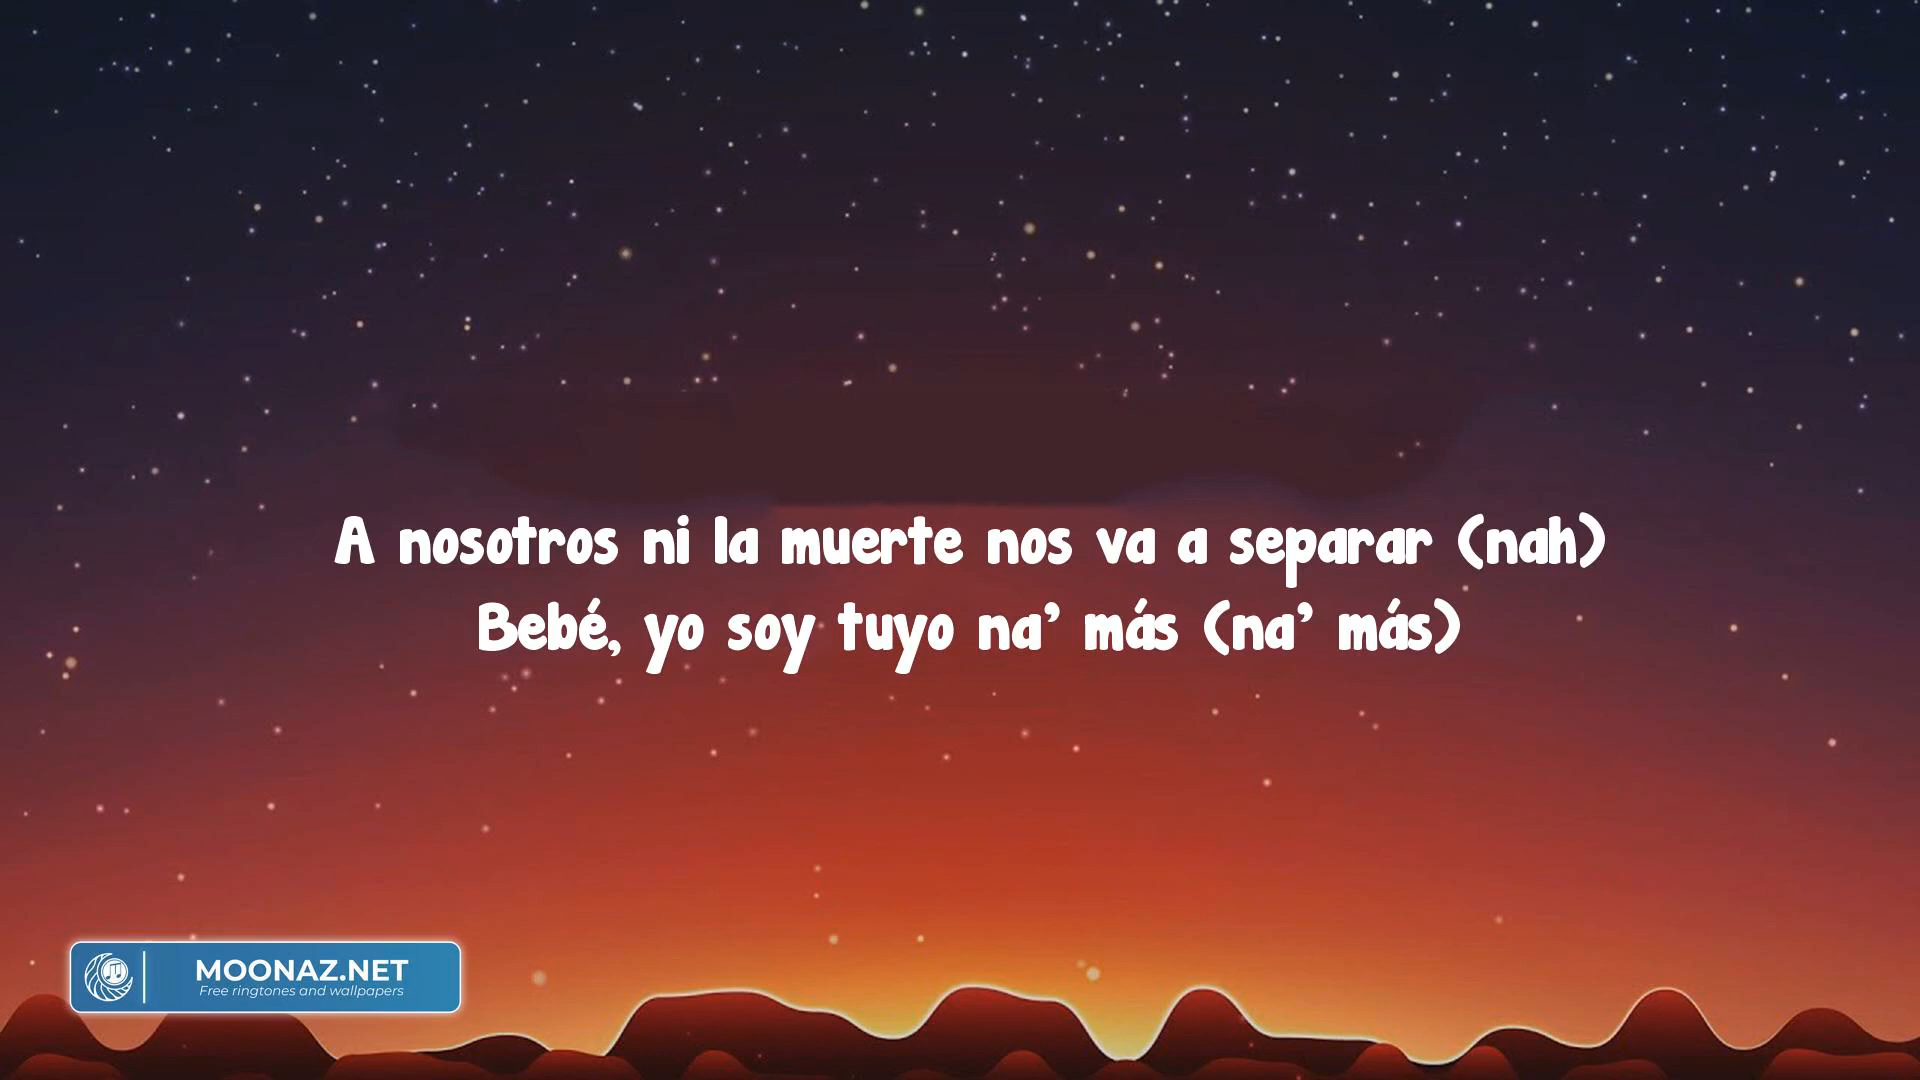 A nosotros ni la muerte nos va a separar (nah)
Bebé, yo soy tuyo na’ más (na’ más)
MOONAZ.NET
Free ringtones and wallpapers